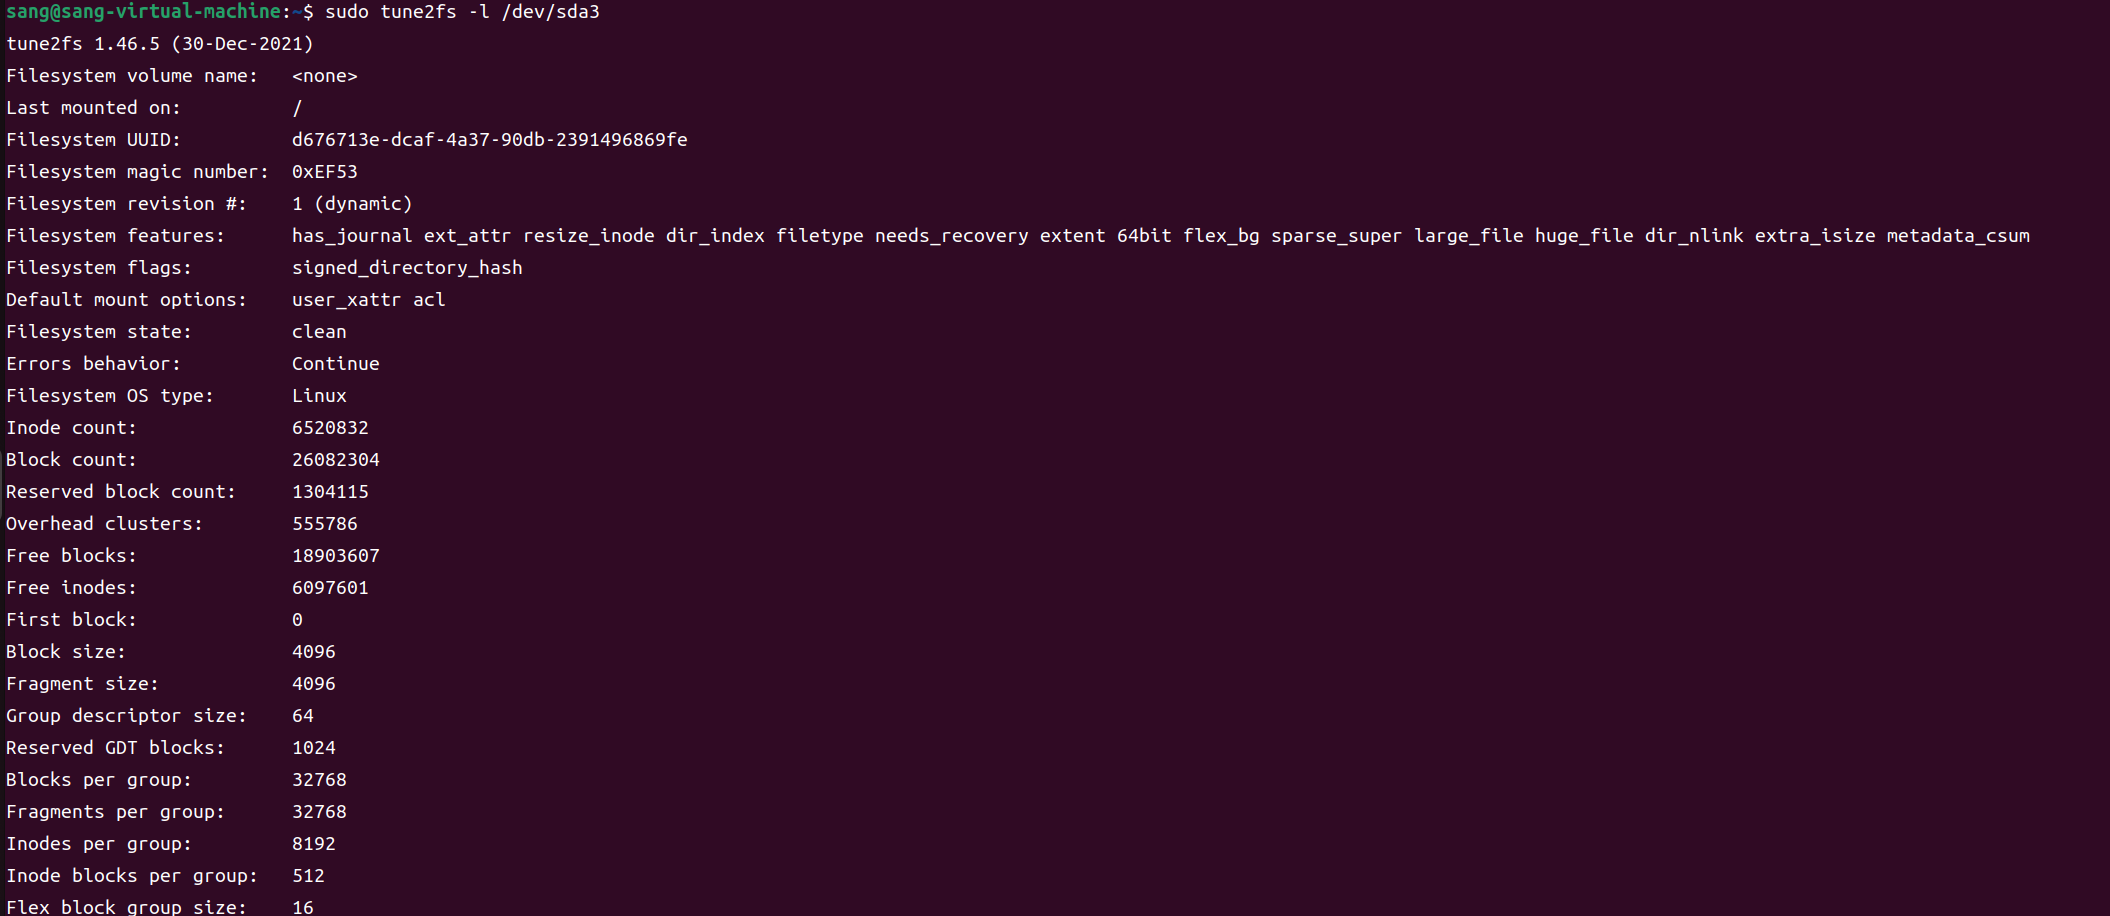 sang@sang-virtual-machine:~$ sudo tune2fs -l /dev/sda3
tune2fs 1.46.5 (30-Dec-2021)
Filesystem volume name:   <none>
Last mounted on:          /
Filesystem UUID:          d676713e-dcaf-4a37-90db-2391496869fe
Filesystem magic number:  0xEF53
Filesystem revision #:    1 (dynamic)
Filesystem features:      has_journal ext_attr resize_inode dir_index filetype needs_recovery extent 64bit flex_bg sparse_super large_file huge_file dir_nlink extra_isize metadata_csum
Filesystem flags:         signed_directory_hash
Default mount options:    user_xattr acl
Filesystem state:         clean
Errors behavior:          Continue
Filesystem OS type:       Linux
Inode count:              6520832
Block count:              26082304
Reserved block count:     1304115
Overhead clusters:        555786
Free blocks:              18903607
Free inodes:              6097601
First block:              0
Block size:               4096
Fragment size:            4096
Group descriptor size:    64
Reserved GDT blocks:      1024
Blocks per group:         32768
Fragments per group:      32768
Inodes per group:         8192
Inode blocks per group:   512
Flex block group size:    16